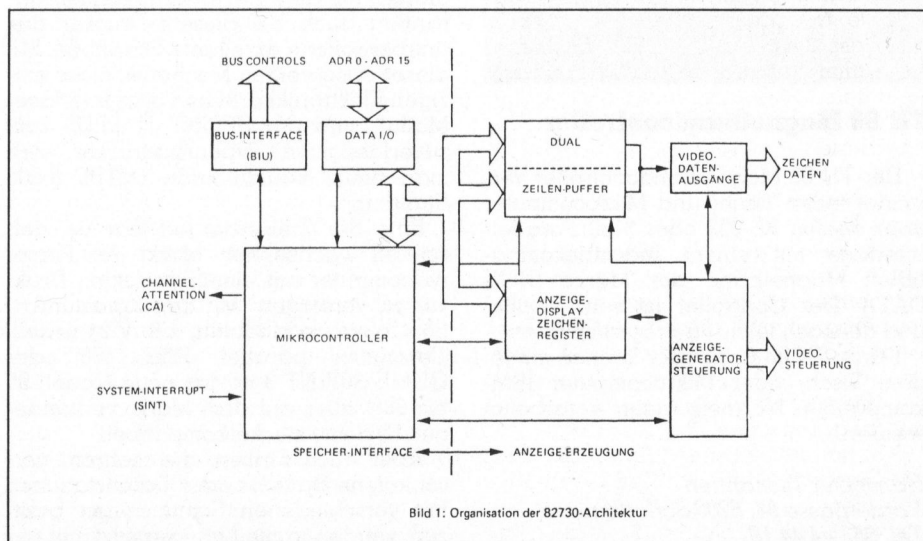 BUS CONTROLS
ADR 0 - ADR 15
BUS-INTERFACE
(BIU)
DATA I/O
DUAL
ZEILEN-PUFFER
VIDEO-
DATEN-
AUSGÄNGE
ZEICHEN
DATEN
CHANNEL-
ATTENTION
(CA)
MIKROCONTROLLER
SYSTEM-INTERRUPT
(SINT)
ANZEIGE-
DISPLAY
ZEICHEN-
REGISTER
ANZEIGE-
GENERATOR-
STEUERUNG
VIDEO-
STEUERUNG
SPEICHER-INTERFACE
ANZEIGE-ERZEUGUNG
Bild 1: Organisation der 82730-Architektur